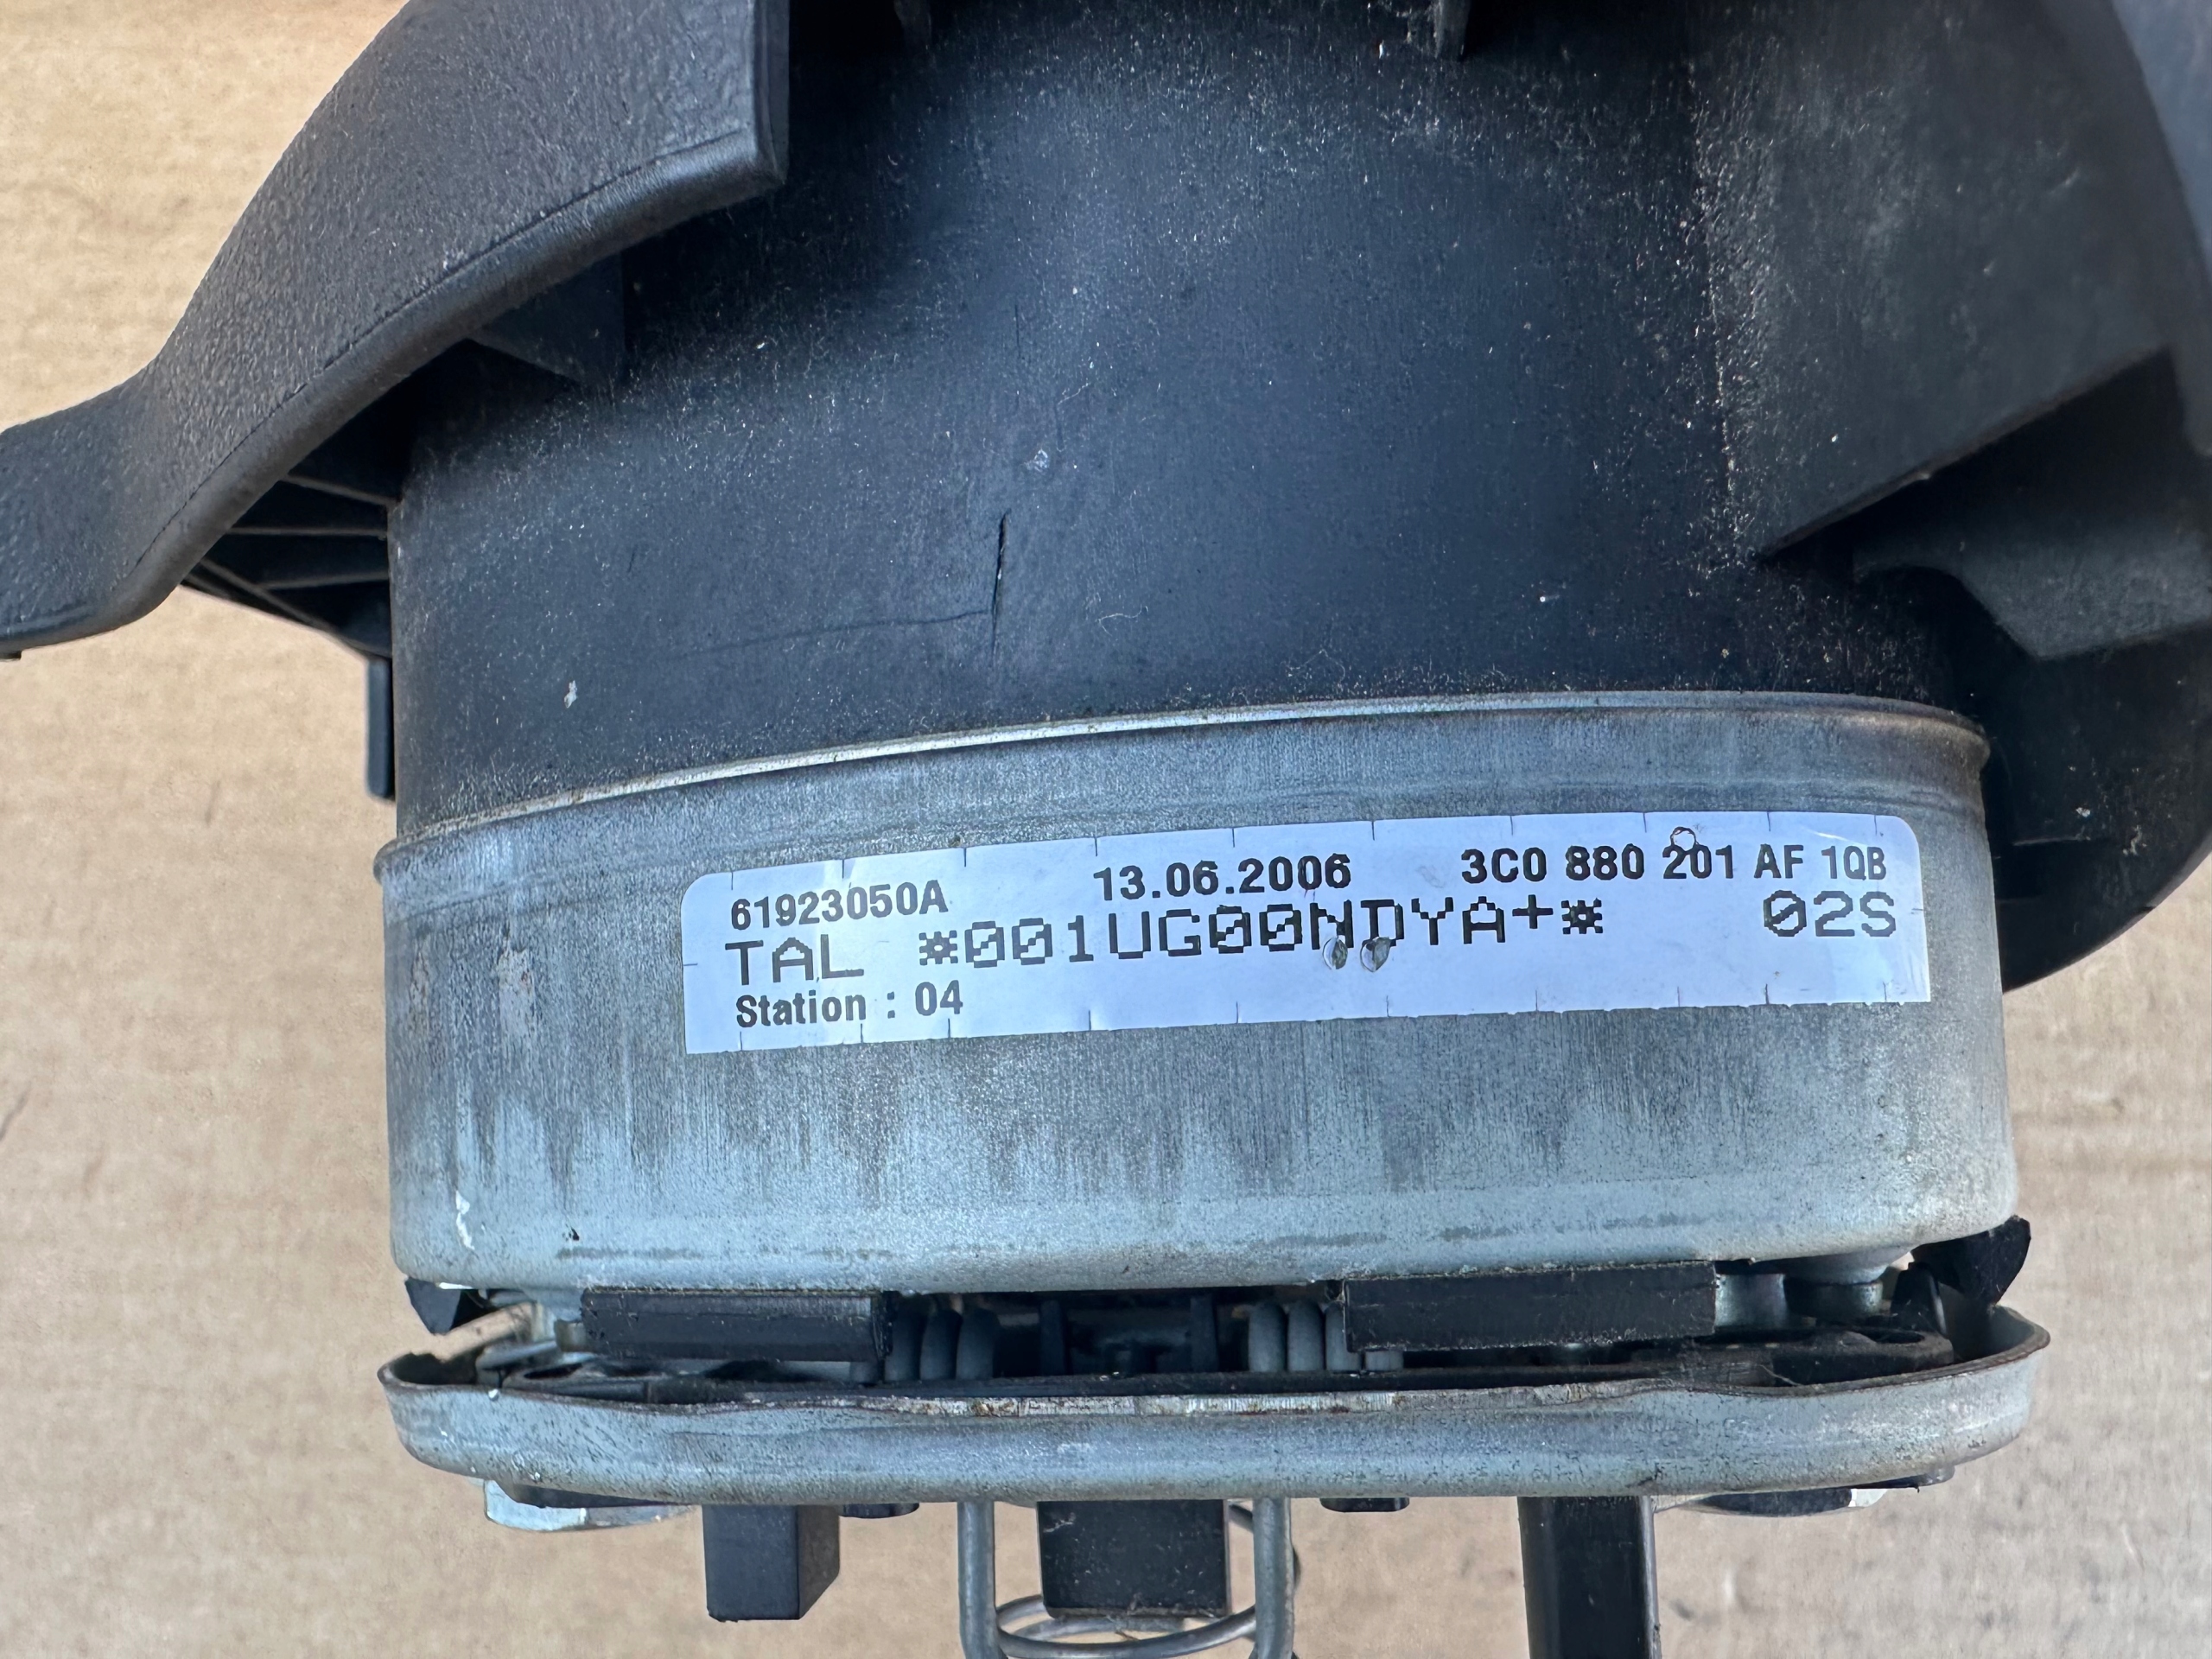 61923050A 13.06.2006 3C0 880 201 AF 1QB
TAL *001UG00NDYA+* 02S
Station : 04